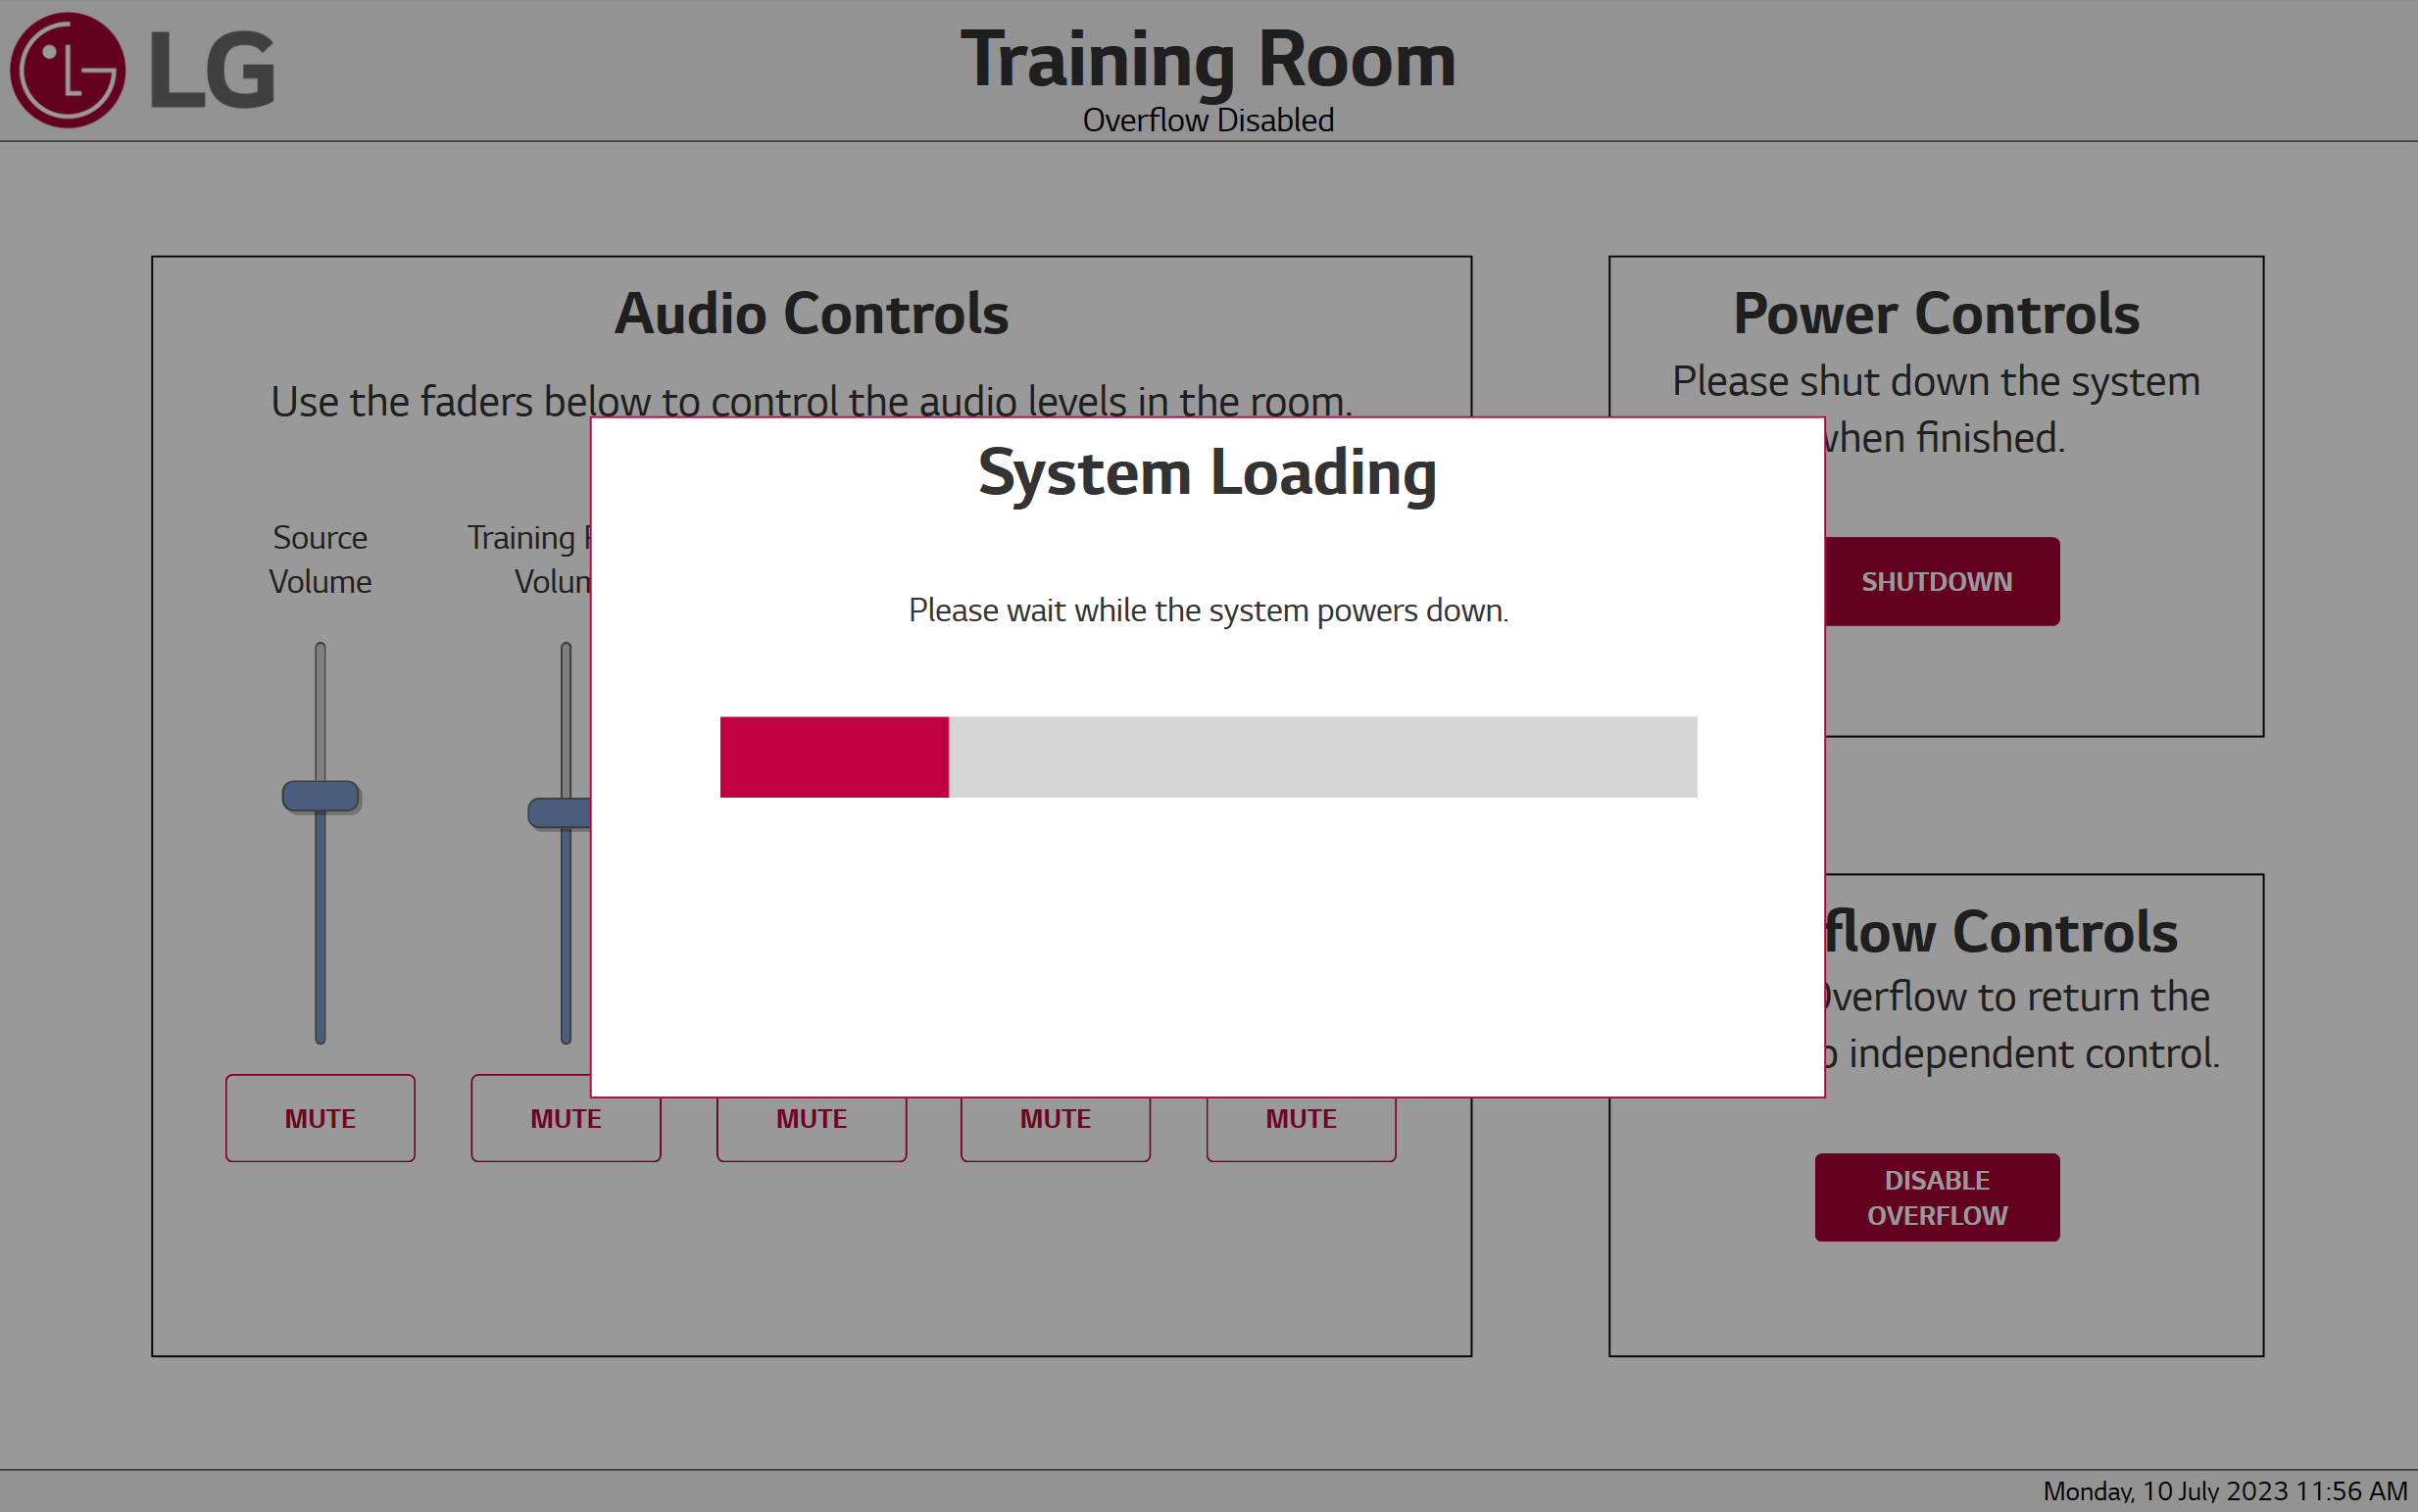 LG
Training Room
Overflow Disabled
Audio Controls
Use the faders below to control the audio levels in the room.
Source
Volume
Training
MUTE
MUTE
MUTE
MUTE
MUTE
Power Controls
Please shut down the system
when finished.
SHUTDOWN
System Loading
Please wait while the system powers down.
Controls
Overflow to return the
independent control.
DISABLE
OVERFLOW
Monday, 10 July 2023 11:56 AM